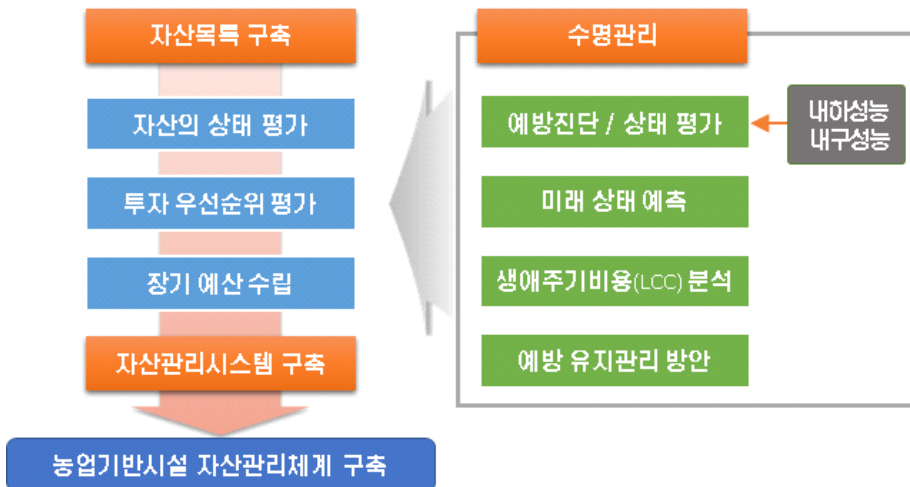 자산목특 구축
자산의 상태 평가
투자 우선순위 평가
장기 예산 수립
자산관리시스템 구축
농업기반시설 자산관리체계 구축
수명관리
예방진단 / 상태 평가
미래 상태 예측
생애주기비용(LCC) 분석
예방 유지관리 방안
내하성능
내구성능